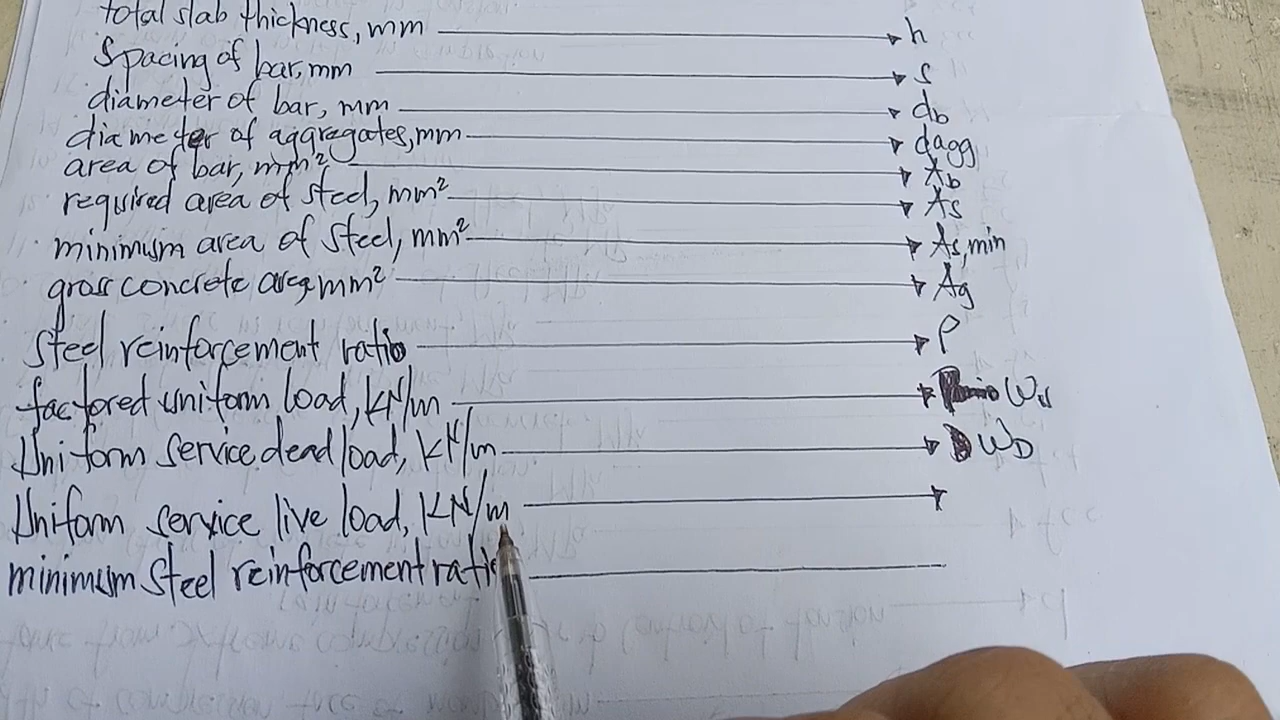 total slab thickness, mm h
Spacing of bar, mm s
diameter of bar, mm db
diameter of aggregates, mm dagg
area of bar, mm² Ab
required area of steel, mm² As
minimum area of steel, mm² As,min
gross concrete area, mm² Ag
Steel reinforcement ratio ρ
factored uniform load, kN/m Wu
Uniform service dead load, kN/m WD
Uniform service live load, KN/m
minimum steel reinforcement ratio